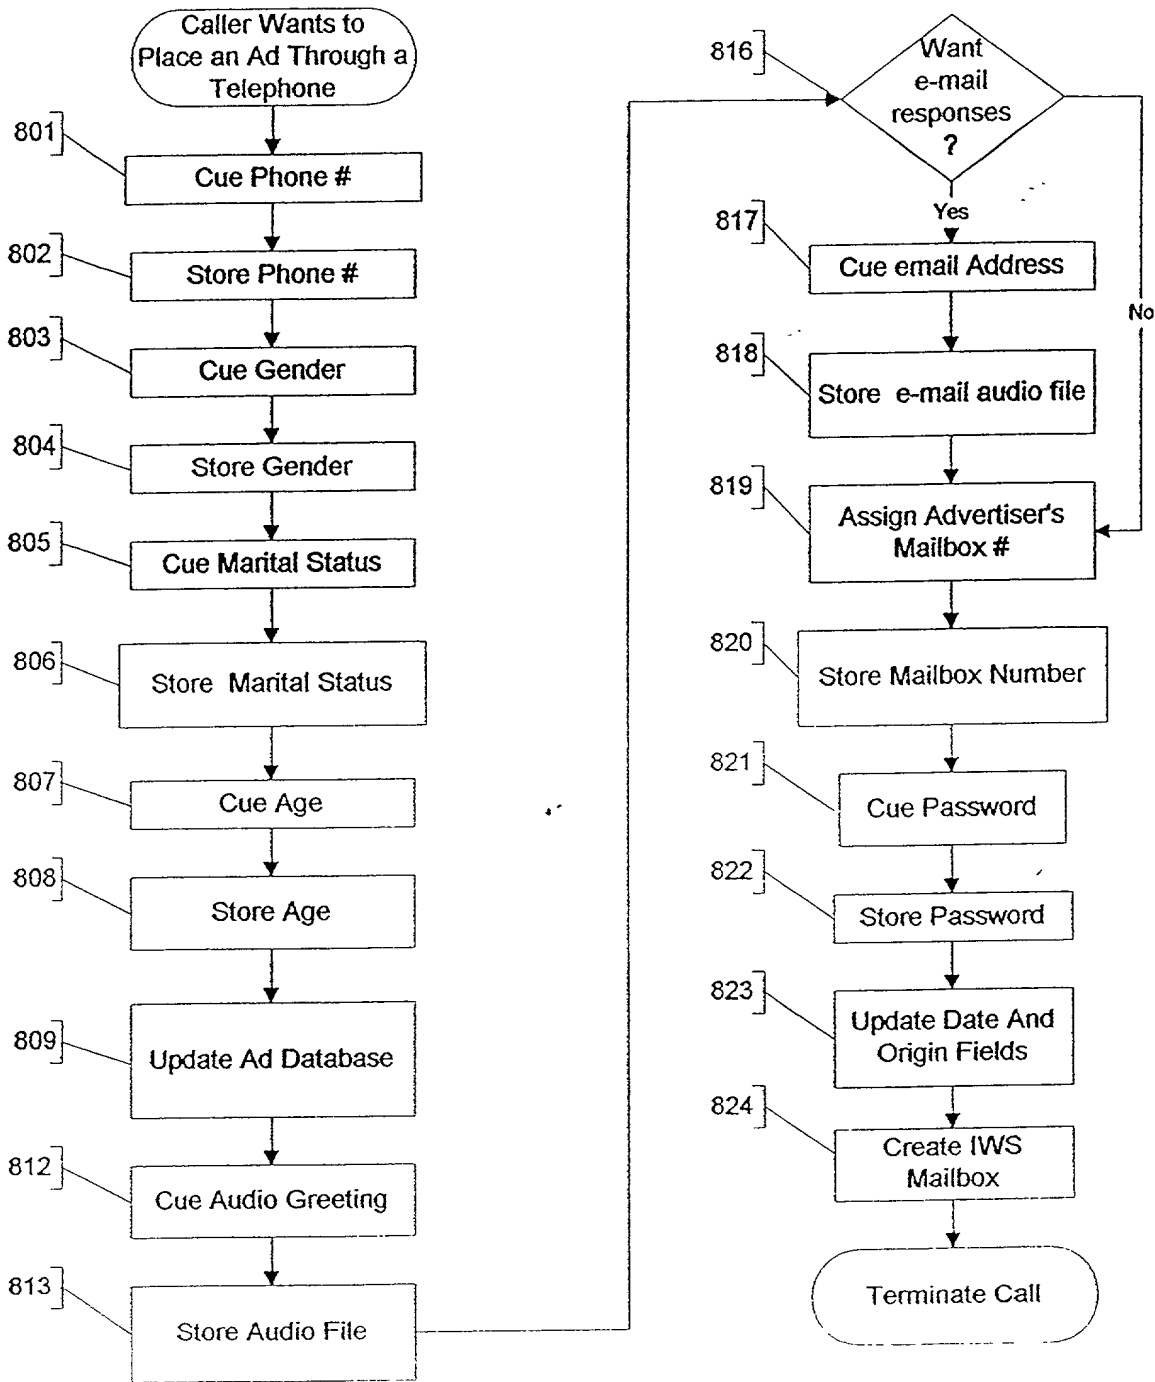 Caller Wants to
Place an Ad Through a
Telephone
801
Cue Phone #
802
Store Phone #
803
Cue Gender
804
Store Gender
805
Cue Marital Status
806
Store Marital Status
807
Cue Age
808
Store Age
809
Update Ad Database
812
Cue Audio Greeting
813
Store Audio File
816
Want
e-mail
responses
?
Yes
No
817
Cue email Address
818
Store e-mail audio file
819
Assign Advertiser's
Mailbox #
820
Store Mailbox Number
821
Cue Password
822
Store Password
823
Update Date And
Origin Fields
824
Create IWS
Mailbox
Terminate Call